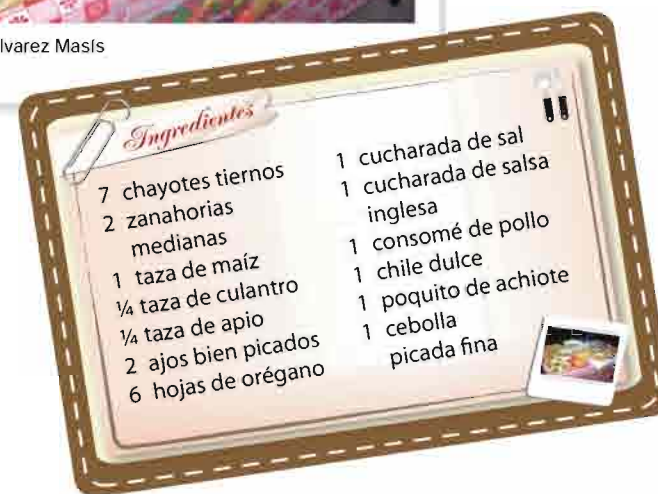 lvarez Masís
Ingredientes
7 chayotes tiernos
2 zanahorias
medianas
1 taza de maíz
¼ taza de culantro
¼ taza de apio
2 ajos bien picados
6 hojas de orégano
1 cucharada de sal
1 cucharada de salsa
inglesa
1 consomé de pollo
1 chile dulce
1 poquito de achiote
1 cebolla
picada fina